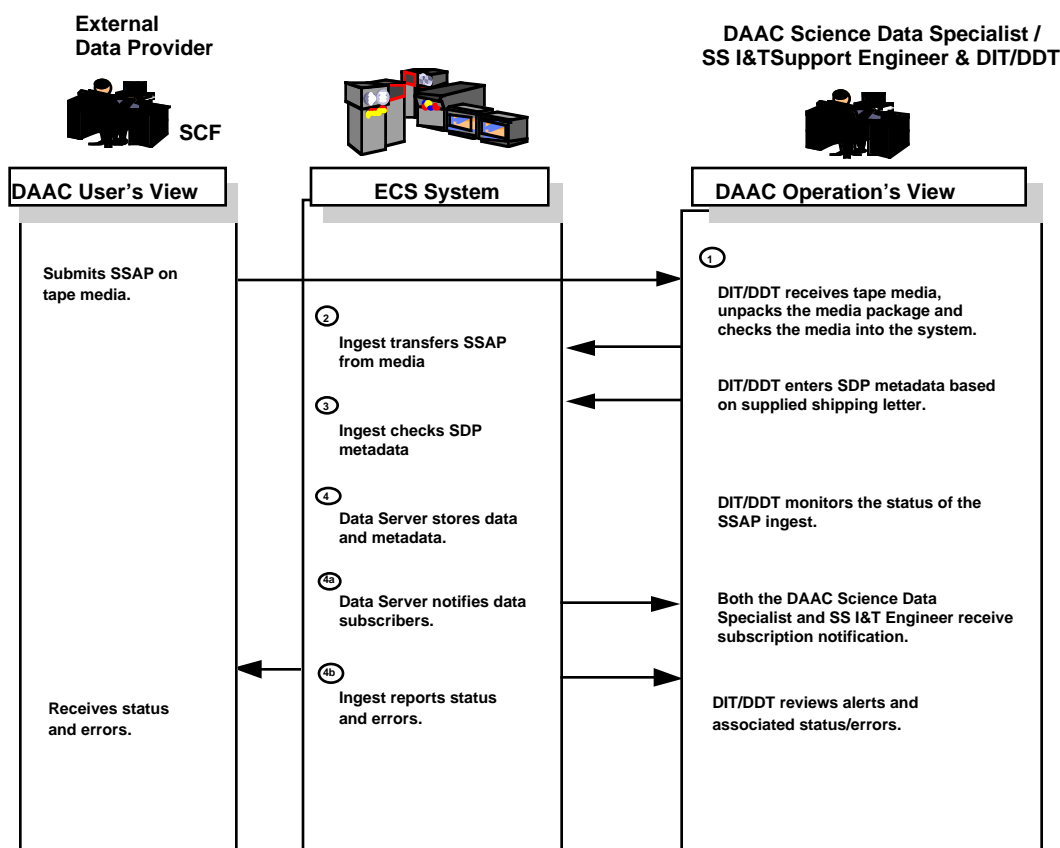 External
Data Provider
SCF
DAAC Science Data Specialist /
SS I&TSupport Engineer & DIT/DDT
DAAC User's View
ECS System
DAAC Operation's View
Submits SSAP on
tape media.
1
DIT/DDT receives tape media,
unpacks the media package and
checks the media into the system.
2
Ingest transfers SSAP
from media
DIT/DDT enters SDP metadata based
on supplied shipping letter.
3
Ingest checks SDP
metadata
4
Data Server stores data
and metadata.
DIT/DDT monitors the status of the
SSAP ingest.
4a
Data Server notifies data
subscribers.
Both the DAAC Science Data
Specialist and SS I&T Engineer receive
subscription notification.
4b
Ingest reports status
and errors.
Receives status
and errors.
DIT/DDT reviews alerts and
associated status/errors.